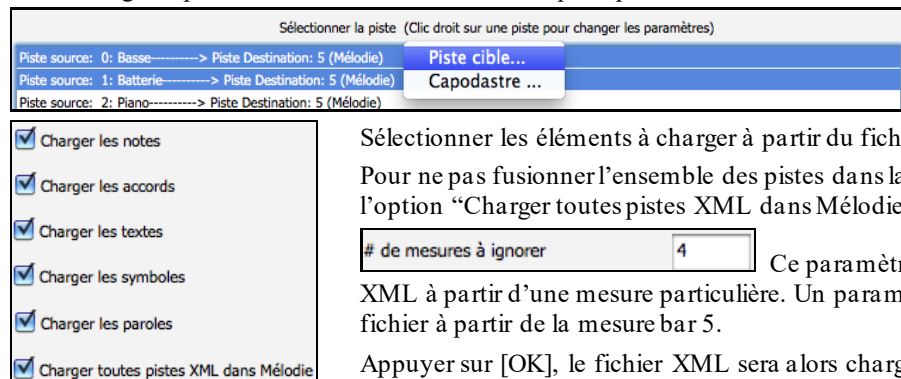 Sélectionner la piste (Clic droit sur une piste pour changer les paramètres)
Piste source: 0: Basse----------> Piste Destination: 5 (Mélodie)
Piste cible...
Piste source: 1: Batterie----------> Piste Destination: 5 (Mélodie)
Capodastre ...
Piste source: 2: Piano----------> Piste Destination: 5 (Mélodie)
Charger les notes
Charger les accords
Charger les textes
Charger les symboles
Charger les paroles
Charger toutes pistes XML dans Mélodie
Sélectionner les éléments à charger à partir du fich
Pour ne pas fusionner l'ensemble des pistes dans la
l'option “Charger toutes pistes XML dans Mélodie
# de mesures à ignorer 4 Ce paramètr
XML à partir d'une mesure particulière. Un param
fichier à partir de la mesure bar 5.
Appuyer sur [OK], le fichier XML sera alors charg